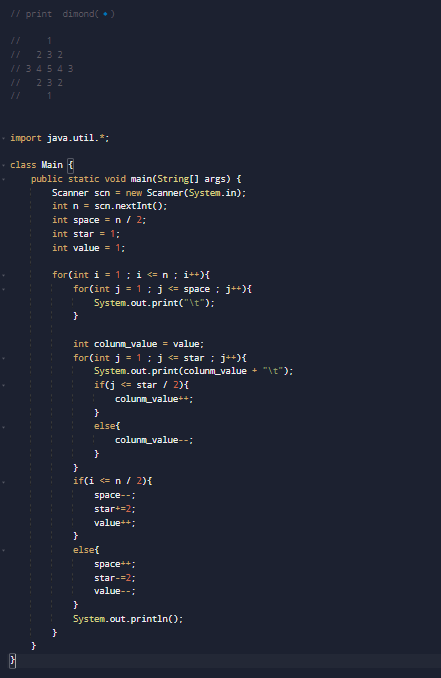 // print  dimond(🔹)
//     1
//   2 3 2
// 3 4 5 4 3
//   2 3 2
//     1
import java.util.*;
class Main {
    public static void main(String[] args) {
        Scanner scn = new Scanner(System.in);
        int n = scn.nextInt();
        int space = n / 2;
        int star = 1;
        int value = 1;
        for(int i = 1 ; i <= n ; i++){
            for(int j = 1 ; j <= space ; j++){
                System.out.print("\t");
            }
            int colunm_value = value;
            for(int j = 1 ; j <= star ; j++){
                System.out.print(colunm_value + "\t");
                if(j <= star / 2){
                    colunm_value++;
                }
                else{
                    colunm_value--;
                }
            }
            if(i <= n / 2){
                space--;
                star+=2;
                value++;
            }
            else{
                space++;
                star-=2;
                value--;
            }
            System.out.println();
        }
    }
}